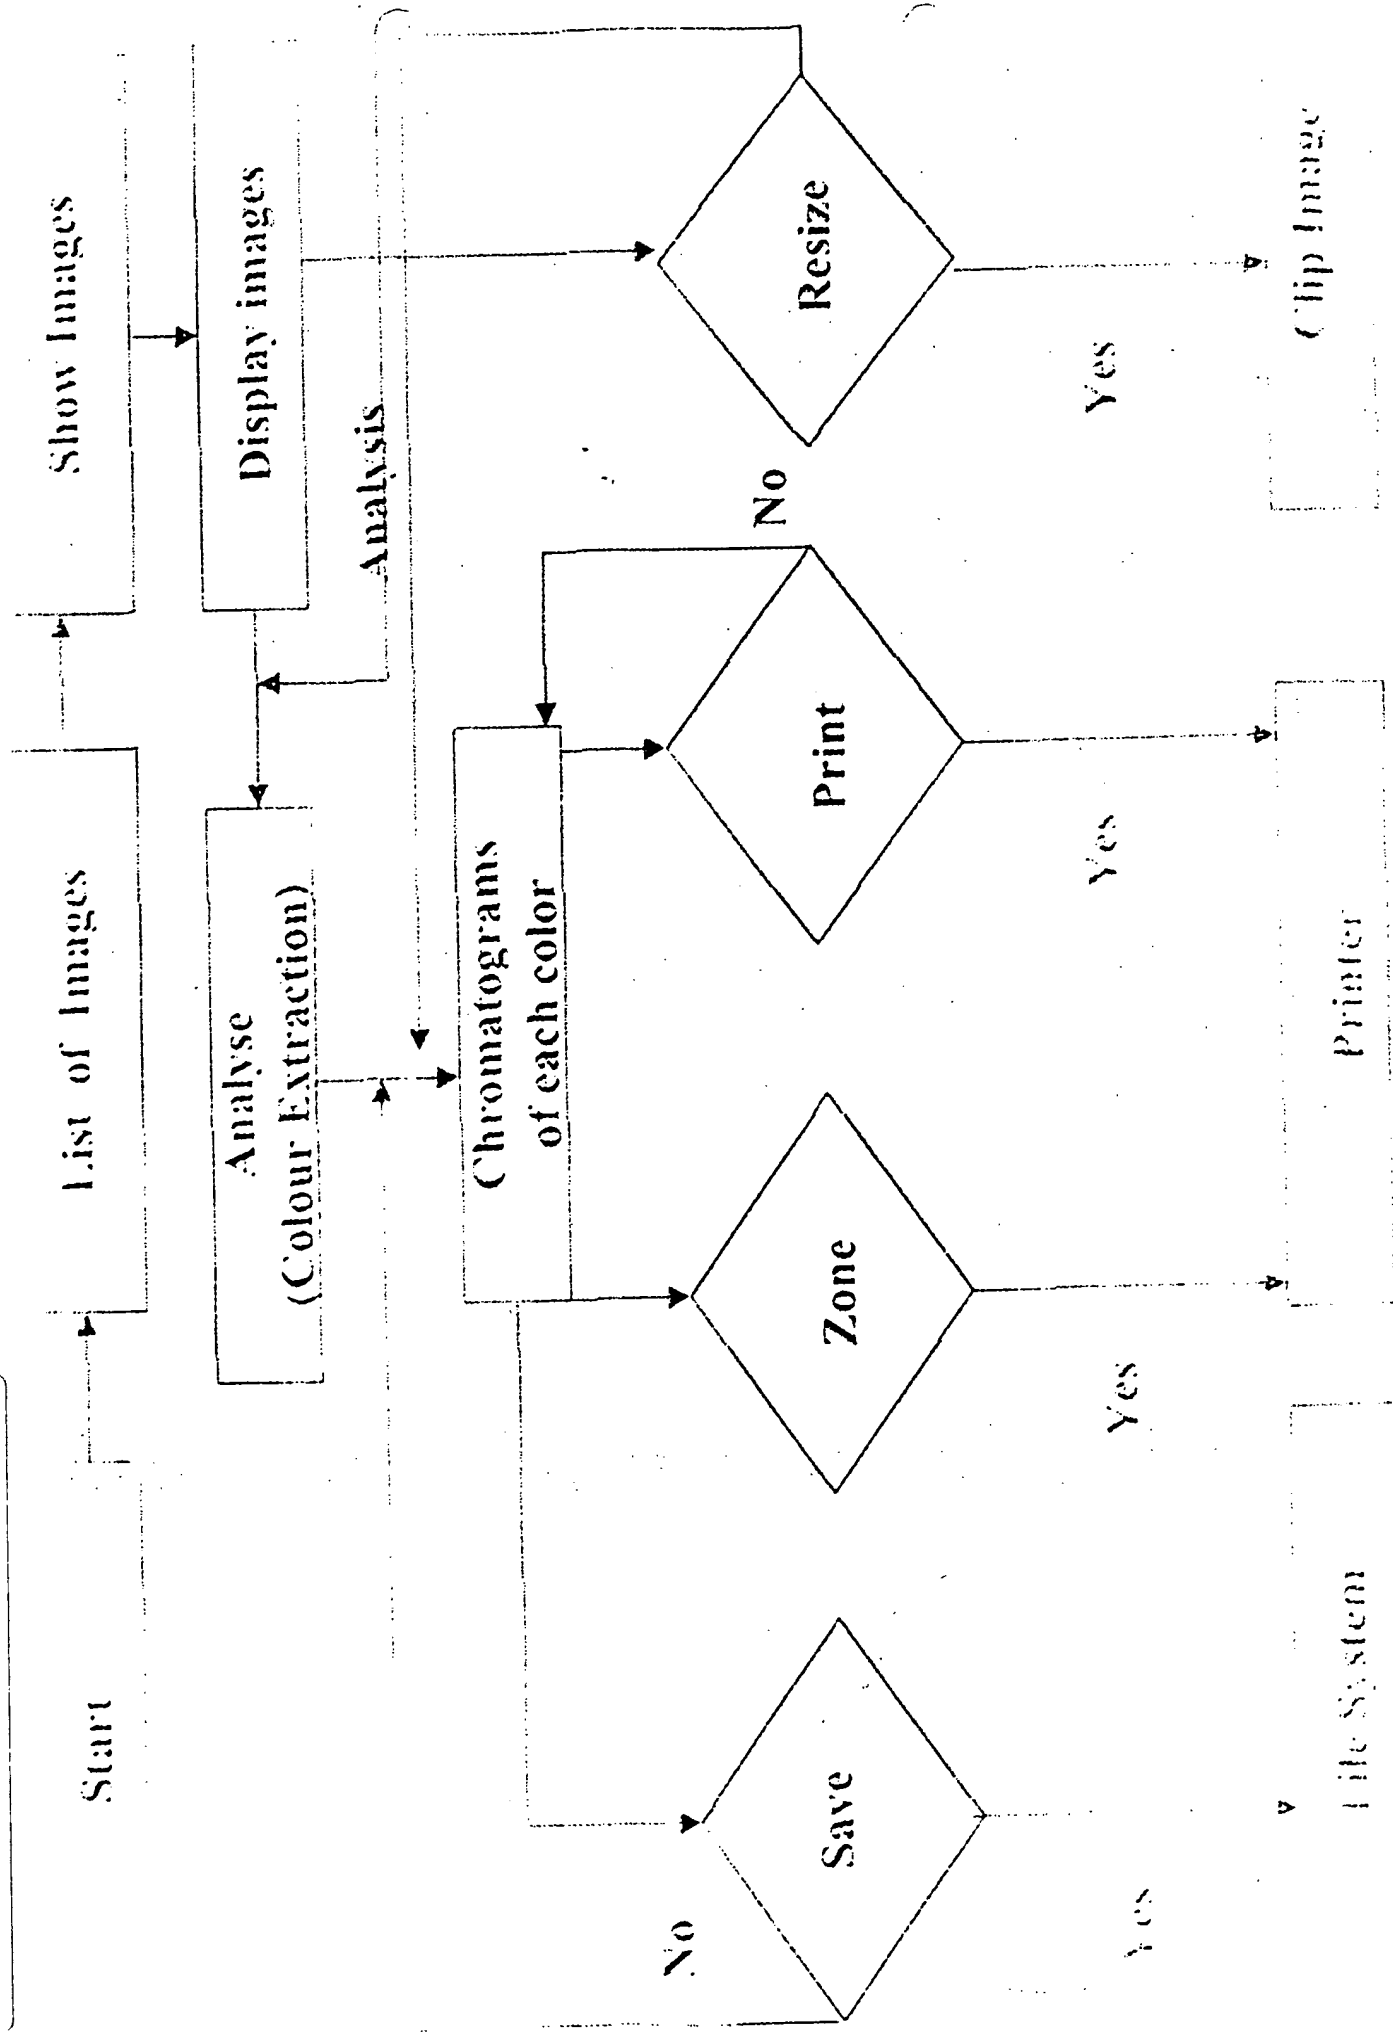 Start
List of Images
Show Images
Analyse
(Colour Extraction)
Display images
Analysis
Chromatograms
of each color
No
No
Save
Zone
Print
Resize
Yes
Yes
Yes
Yes
File System
Printer
Clip Image